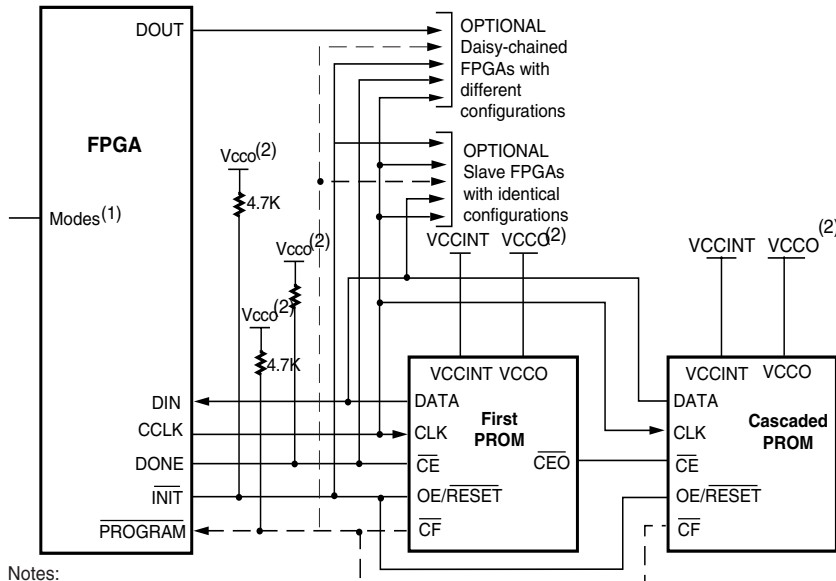 DOUT
OPTIONAL
Daisy-chained
FPGAs with
different
configurations
FPGA
Vcco(2)
4.7K
OPTIONAL
Slave FPGAs
with identical
configurations
Modes(1)
Vcco(2)
VCCINT VCCO(2)
VCCINT VCCO(2)
Vcco(2)
4.7K
VCCINT VCCO
VCCINT VCCO
DIN
DATA
First
PROM
DATA
Cascaded
PROM
CCLK
CLK
CLK
DONE
CE
CEO
CE
INIT
OE/RESET
OE/RESET
PROGRAM
CF
CF
Notes: